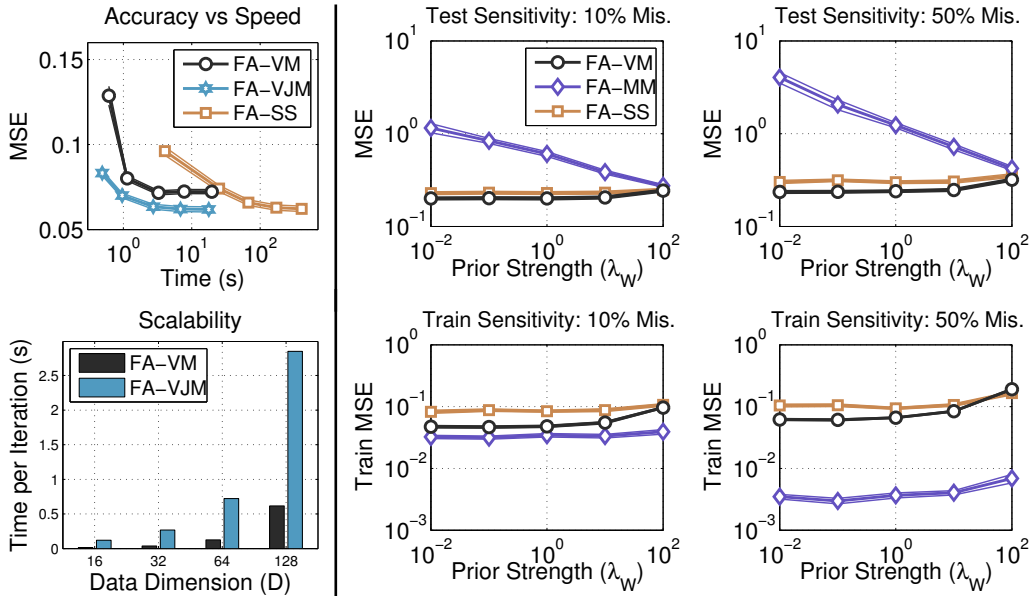 Accuracy vs Speed
0.15
0.1
0.05
MSE
FA-VM
FA-VJM
FA-SS
10^0 10^1 10^2
Time (s)
Test Sensitivity: 10% Mis.
10^1
10^0
10^-1
MSE
FA-VM
FA-MM
FA-SS
10^-2 10^0 10^2
Prior Strength (λ_W)
Test Sensitivity: 50% Mis.
10^1
10^0
10^-1
MSE
10^-2 10^0 10^2
Prior Strength (λ_W)
Scalability
2.5
2
1.5
1
0.5
0
Time per Iteration (s)
FA-VM
FA-VJM
16 32 64 128
Data Dimension (D)
Train Sensitivity: 10% Mis.
10^0
10^-1
10^-2
10^-3
Train MSE
10^-2 10^0 10^2
Prior Strength (λ_W)
Train Sensitivity: 50% Mis.
10^0
10^-1
10^-2
10^-3
Train MSE
10^-2 10^0 10^2
Prior Strength (λ_W)